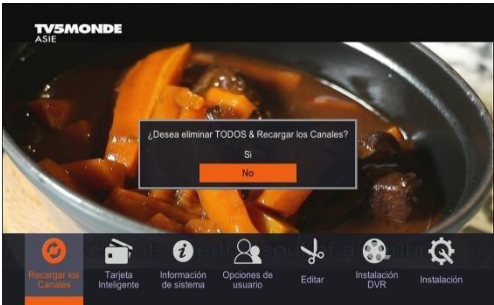 TV5MONDE
ASIE
¿Desea eliminar TODOS & Recargar los Canales?
Si
No
Recargar los
Canales
Tarjeta
Inteligente
Información
de sistema
Opciones de
usuario
Editar
Instalación
DVR
Instalación